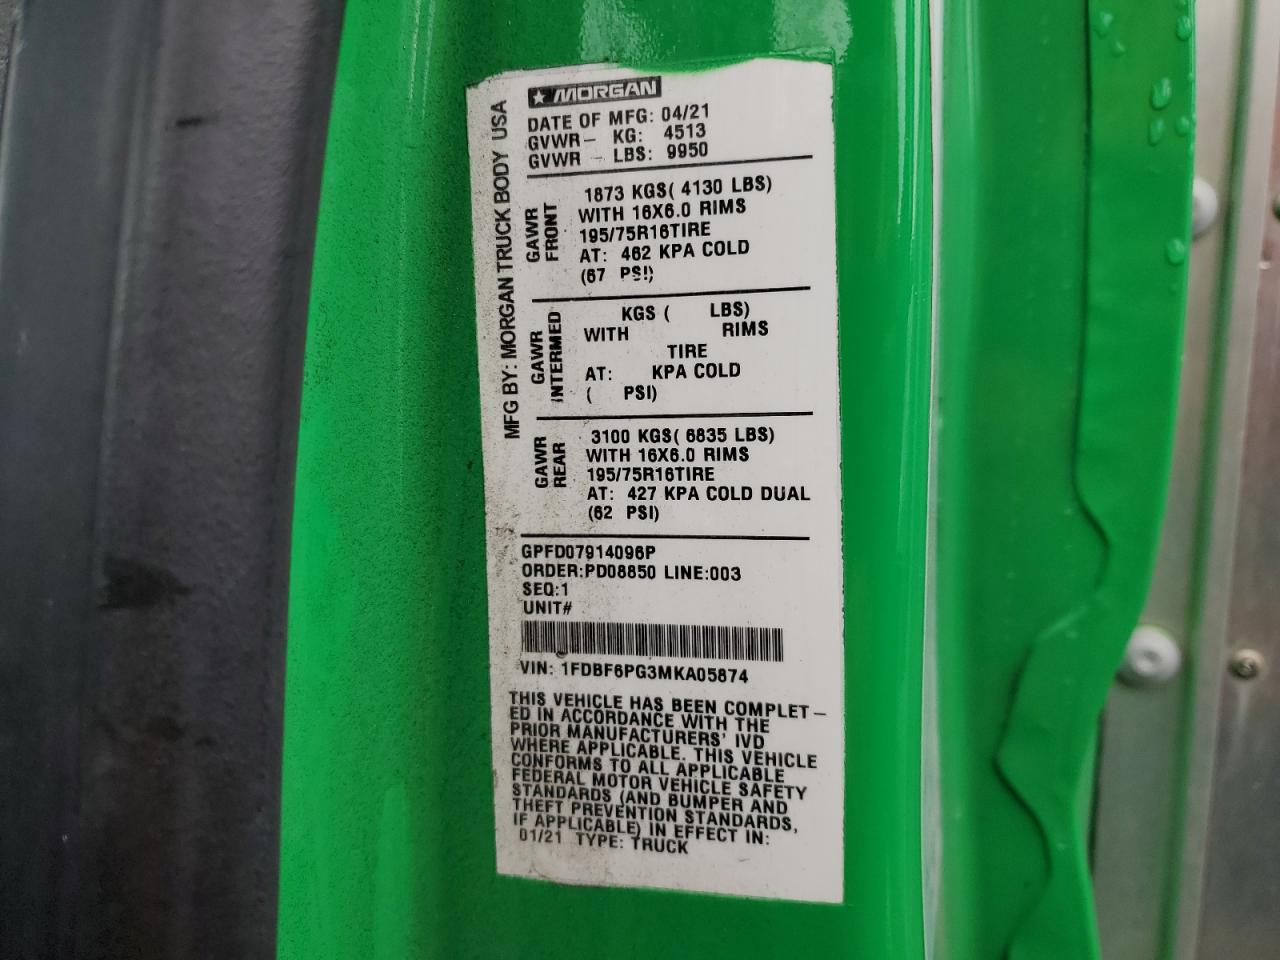 MORGAN
MFG BY: MORGAN TRUCK BODY USA
DATE OF MFG: 04/21
GVWR- KG: 4513
GVWR - LBS: 9950
GAWR FRONT
1873 KGS( 4130 LBS)
WITH 16X6.0 RIMS
195/75R16TIRE
AT: 462 KPA COLD
(67 PSI)
GAWR INTERMED
KGS ( LBS)
WITH RIMS
TIRE
AT: KPA COLD
( PSI)
GAWR REAR
3100 KGS( 6835 LBS)
WITH 16X6.0 RIMS
195/75R16TIRE
AT: 427 KPA COLD DUAL
(62 PSI)
GPFD07914096P
ORDER:PD08850 LINE:003
SEQ:1
UNIT#
VIN: 1FDBF6PG3MKA05874
THIS VEHICLE HAS BEEN COMPLET-
ED IN ACCORDANCE WITH THE
PRIOR MANUFACTURERS' IVD
WHERE APPLICABLE. THIS VEHICLE
CONFORMS TO ALL APPLICABLE
FEDERAL MOTOR VEHICLE SAFETY
STANDARDS (AND BUMPER AND
THEFT PREVENTION STANDARDS,
IF APPLICABLE) IN EFFECT IN:
01/21 TYPE: TRUCK